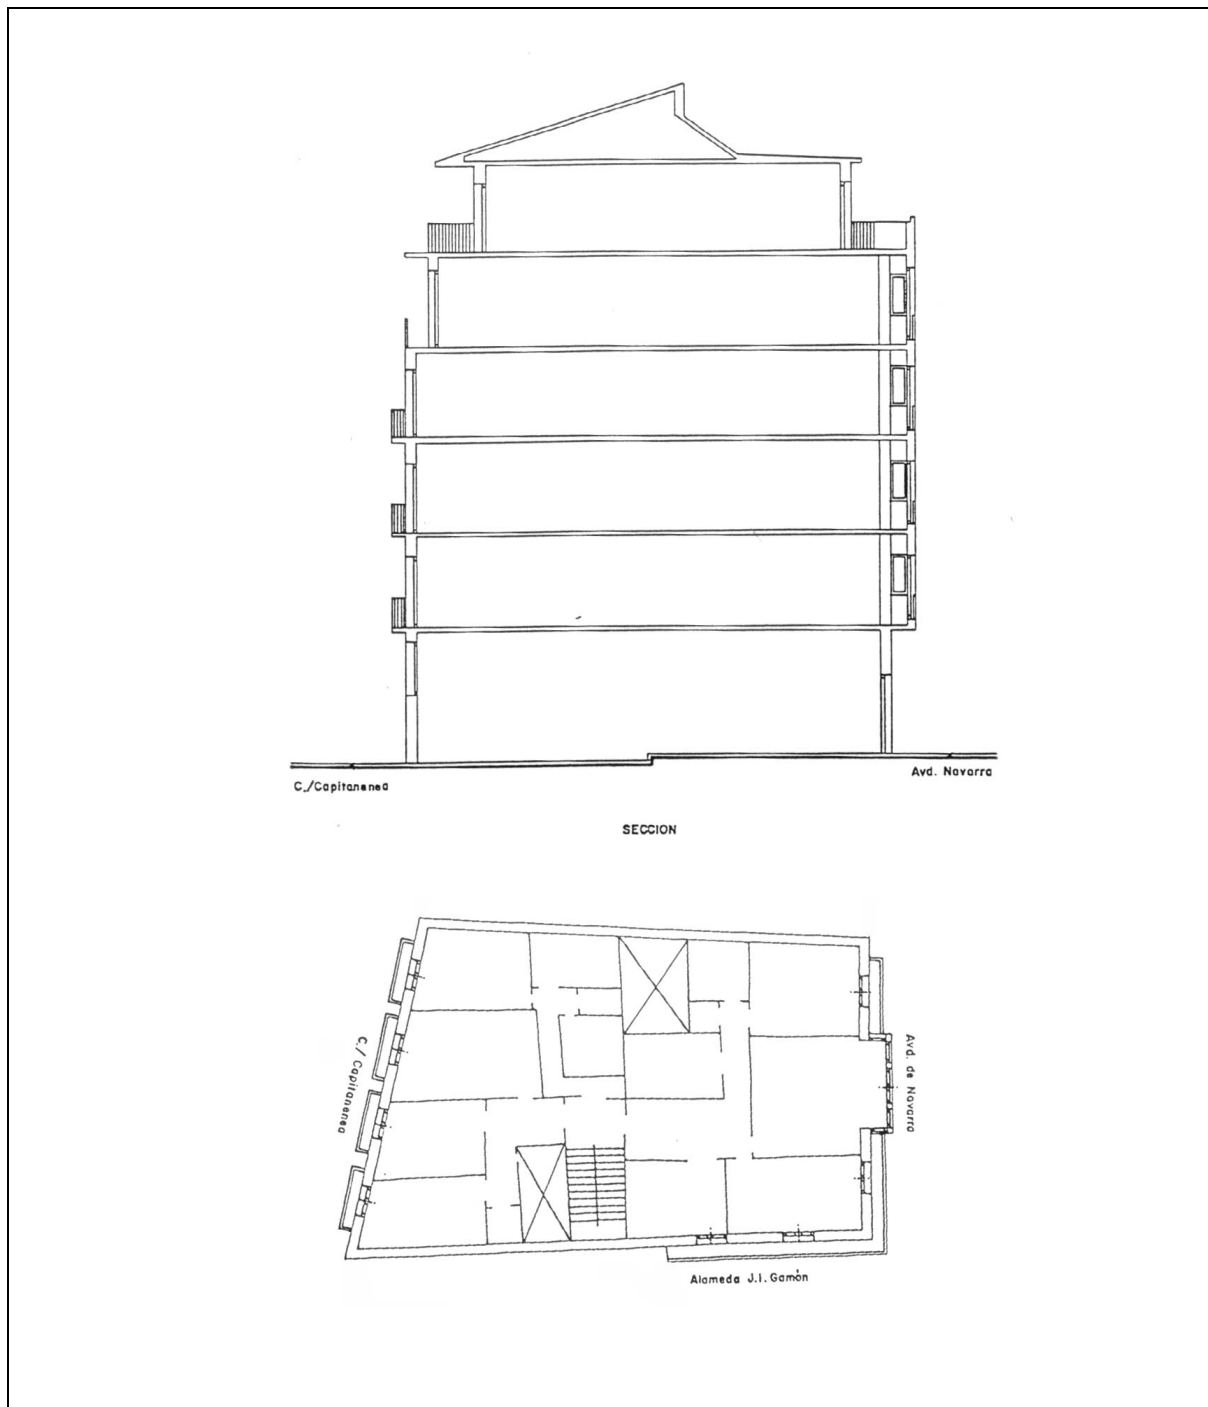 C./Capitanenea
Avd. Navarra
SECCION
C./ Capitanenea
Avd. de Navarra
Alameda J.I. Gamón